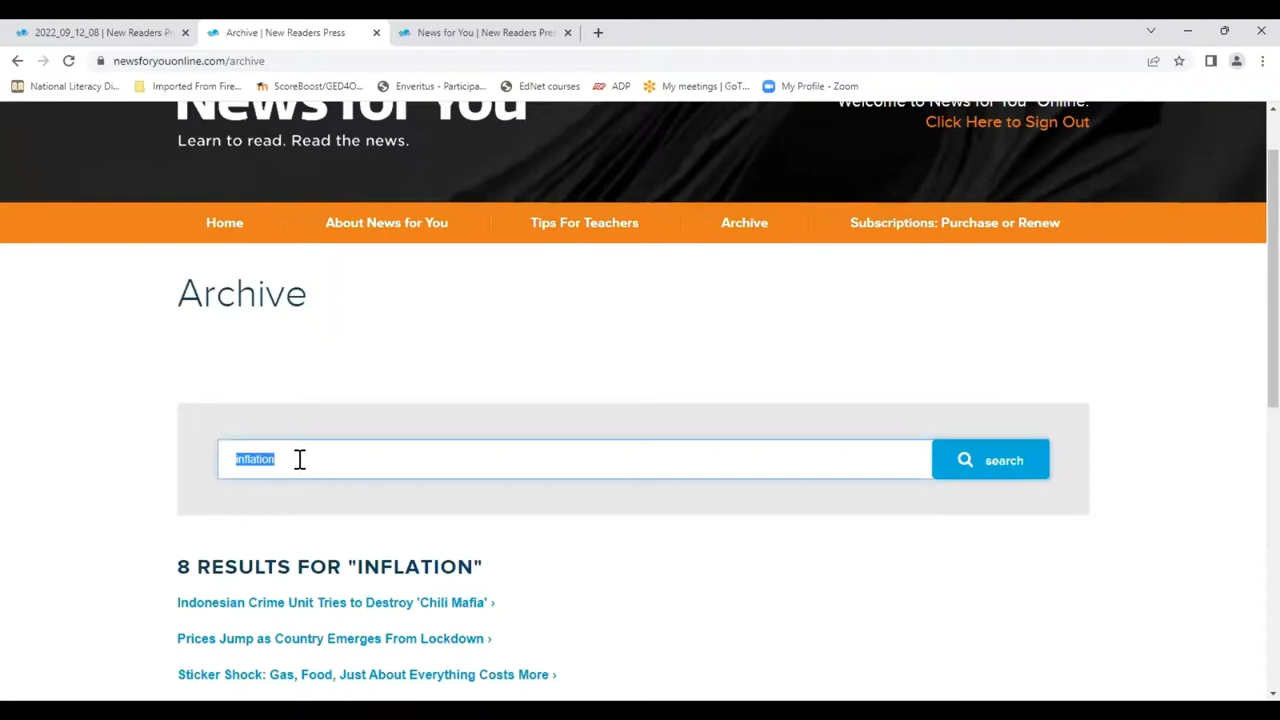 2022_09_12_08 | New Readers Pr
Archive | New Readers Press
News for You | New Readers Pres
newsforyouonline.com/archive
National Literacy Di...
Imported From Fire...
ScoreBoost/GED4O...
Enveritus - Participa...
EdNet courses
ADP
My meetings | GoT...
My Profile - Zoom
News for You
Learn to read. Read the news.
Welcome to News for You Online!
Click Here to Sign Out
Home
About News for You
Tips For Teachers
Archive
Subscriptions: Purchase or Renew
Archive
inflation
search
8 RESULTS FOR "INFLATION"
Indonesian Crime Unit Tries to Destroy 'Chili Mafia' ›
Prices Jump as Country Emerges From Lockdown ›
Sticker Shock: Gas, Food, Just About Everything Costs More ›